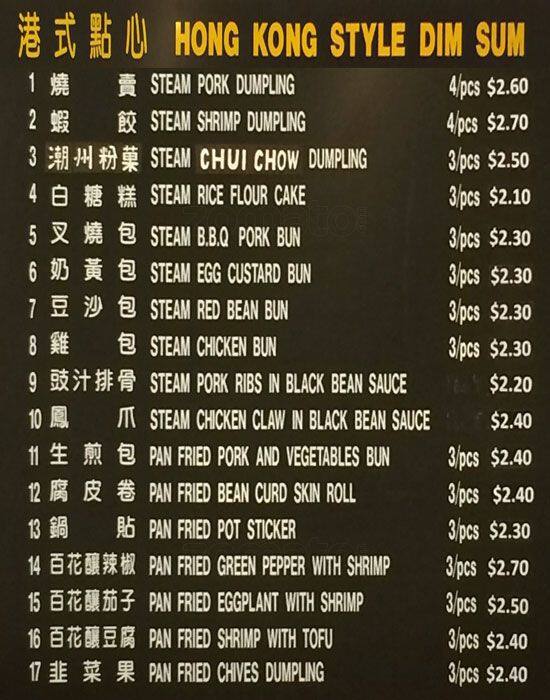 港式點心 HONG KONG STYLE DIM SUM
1 燒賣 STEAM PORK DUMPLING 4/pcs $2.60
2 蝦餃 STEAM SHRIMP DUMPLING 4/pcs $2.70
3 潮州粉菓 STEAM CHUI CHOW DUMPLING 3/pcs $2.50
4 白糖糕 STEAM RICE FLOUR CAKE 3/pcs $2.10
5 叉燒包 STEAM B.B.Q PORK BUN 3/pcs $2.30
6 奶黃包 STEAM EGG CUSTARD BUN 3/pcs $2.30
7 豆沙包 STEAM RED BEAN BUN 3/pcs $2.30
8 雞包 STEAM CHICKEN BUN 3/pcs $2.30
9 豉汁排骨 STEAM PORK RIBS IN BLACK BEAN SAUCE $2.20
10 鳳爪 STEAM CHICKEN CLAW IN BLACK BEAN SAUCE $2.40
11 生煎包 PAN FRIED PORK AND VEGETABLES BUN 3/pcs $2.40
12 腐皮卷 PAN FRIED BEAN CURD SKIN ROLL 3/pcs $2.40
13 鍋貼 PAN FRIED POT STICKER 3/pcs $2.30
14 百花釀辣椒 PAN FRIED GREEN PEPPER WITH SHRIMP 3/pcs $2.70
15 百花釀茄子 PAN FRIED EGGPLANT WITH SHRIMP 3/pcs $2.50
16 百花釀豆腐 PAN FRIED SHRIMP WITH TOFU 3/pcs $2.40
17 韭菜果 PAN FRIED CHIVES DUMPLING 3/pcs $2.40